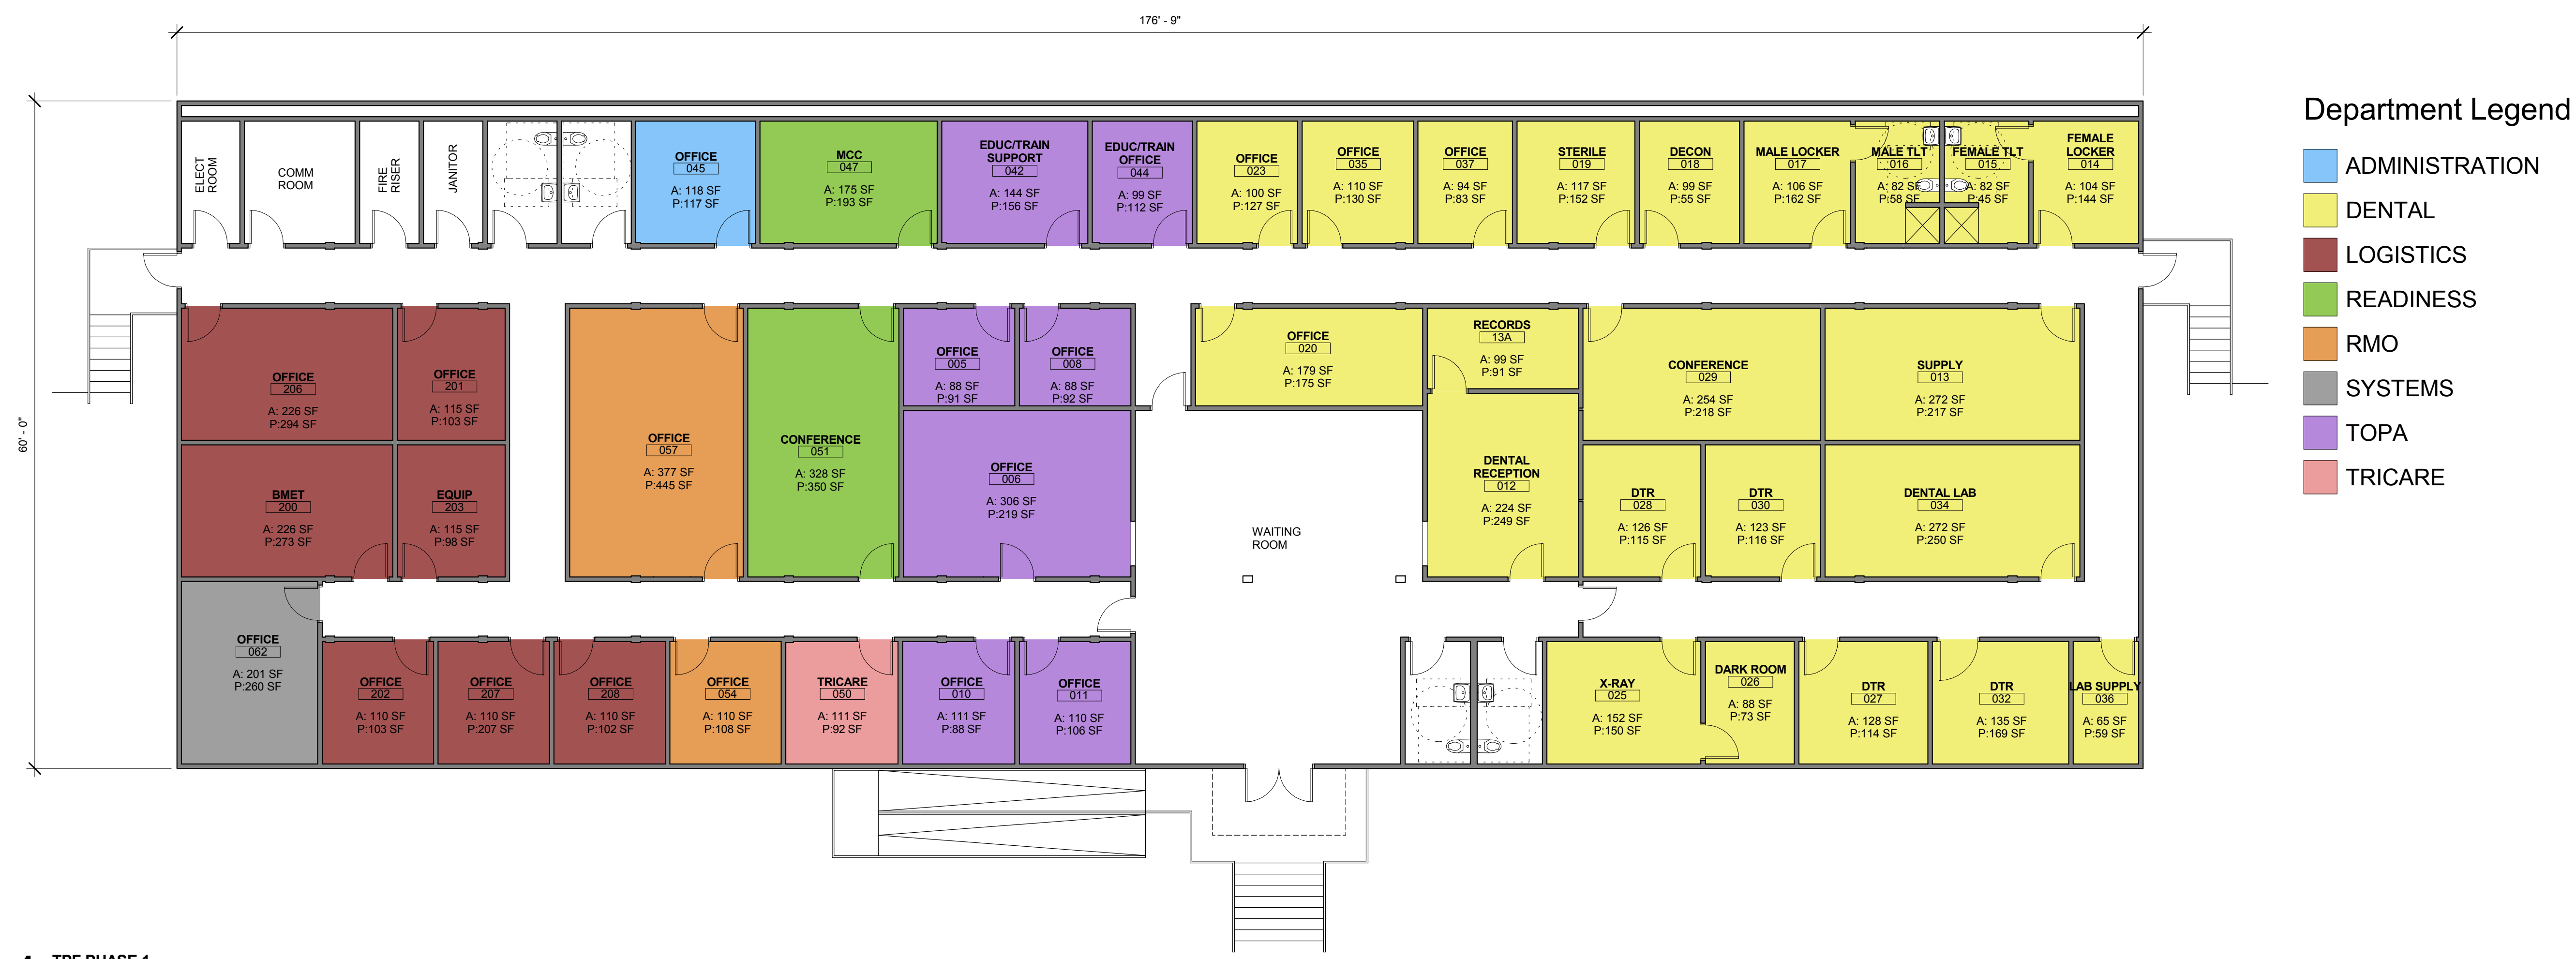 176' - 9"
60' - 0"
Department Legend
ADMINISTRATION
DENTAL
LOGISTICS
READINESS
RMO
SYSTEMS
TOPA
TRICARE
ELECT
ROOM
COMM
ROOM
FIRE
RISER
JANITOR
OFFICE
045
A: 118 SF
P:117 SF
MCC
047
A: 175 SF
P:193 SF
EDUC/TRAIN
SUPPORT
042
A: 144 SF
P:156 SF
EDUC/TRAIN
OFFICE
044
A: 99 SF
P:112 SF
OFFICE
023
A: 100 SF
P:127 SF
OFFICE
035
A: 110 SF
P:130 SF
OFFICE
037
A: 94 SF
P:83 SF
STERILE
019
A: 117 SF
P:152 SF
DECON
018
A: 99 SF
P:55 SF
MALE LOCKER
017
A: 106 SF
P:162 SF
MALE TLT
016
A: 82 SF
P:58 SF
FEMALE TLT
015
A: 82 SF
P:45 SF
FEMALE
LOCKER
014
A: 104 SF
P:144 SF
OFFICE
206
A: 226 SF
P:294 SF
OFFICE
201
A: 115 SF
P:103 SF
OFFICE
057
A: 377 SF
P:445 SF
CONFERENCE
051
A: 328 SF
P:350 SF
OFFICE
005
A: 88 SF
P:91 SF
OFFICE
008
A: 88 SF
P:92 SF
OFFICE
020
A: 179 SF
P:175 SF
RECORDS
13A
A: 99 SF
P:91 SF
CONFERENCE
029
A: 254 SF
P:218 SF
SUPPLY
013
A: 272 SF
P:217 SF
BMET
200
A: 226 SF
P:273 SF
EQUIP
203
A: 115 SF
P:98 SF
OFFICE
006
A: 306 SF
P:219 SF
WAITING
ROOM
DENTAL
RECEPTION
012
A: 224 SF
P:249 SF
DTR
028
A: 126 SF
P:115 SF
DTR
030
A: 123 SF
P:116 SF
DENTAL LAB
034
A: 272 SF
P:250 SF
OFFICE
062
A: 201 SF
P:260 SF
OFFICE
202
A: 110 SF
P:103 SF
OFFICE
207
A: 110 SF
P:207 SF
OFFICE
208
A: 110 SF
P:102 SF
OFFICE
054
A: 110 SF
P:108 SF
TRICARE
050
A: 111 SF
P:92 SF
OFFICE
010
A: 111 SF
P:88 SF
OFFICE
011
A: 110 SF
P:106 SF
X-RAY
025
A: 152 SF
P:150 SF
DARK ROOM
026
A: 88 SF
P:73 SF
DTR
027
A: 128 SF
P:114 SF
DTR
032
A: 135 SF
P:169 SF
LAB SUPPLY
036
A: 65 SF
P:59 SF